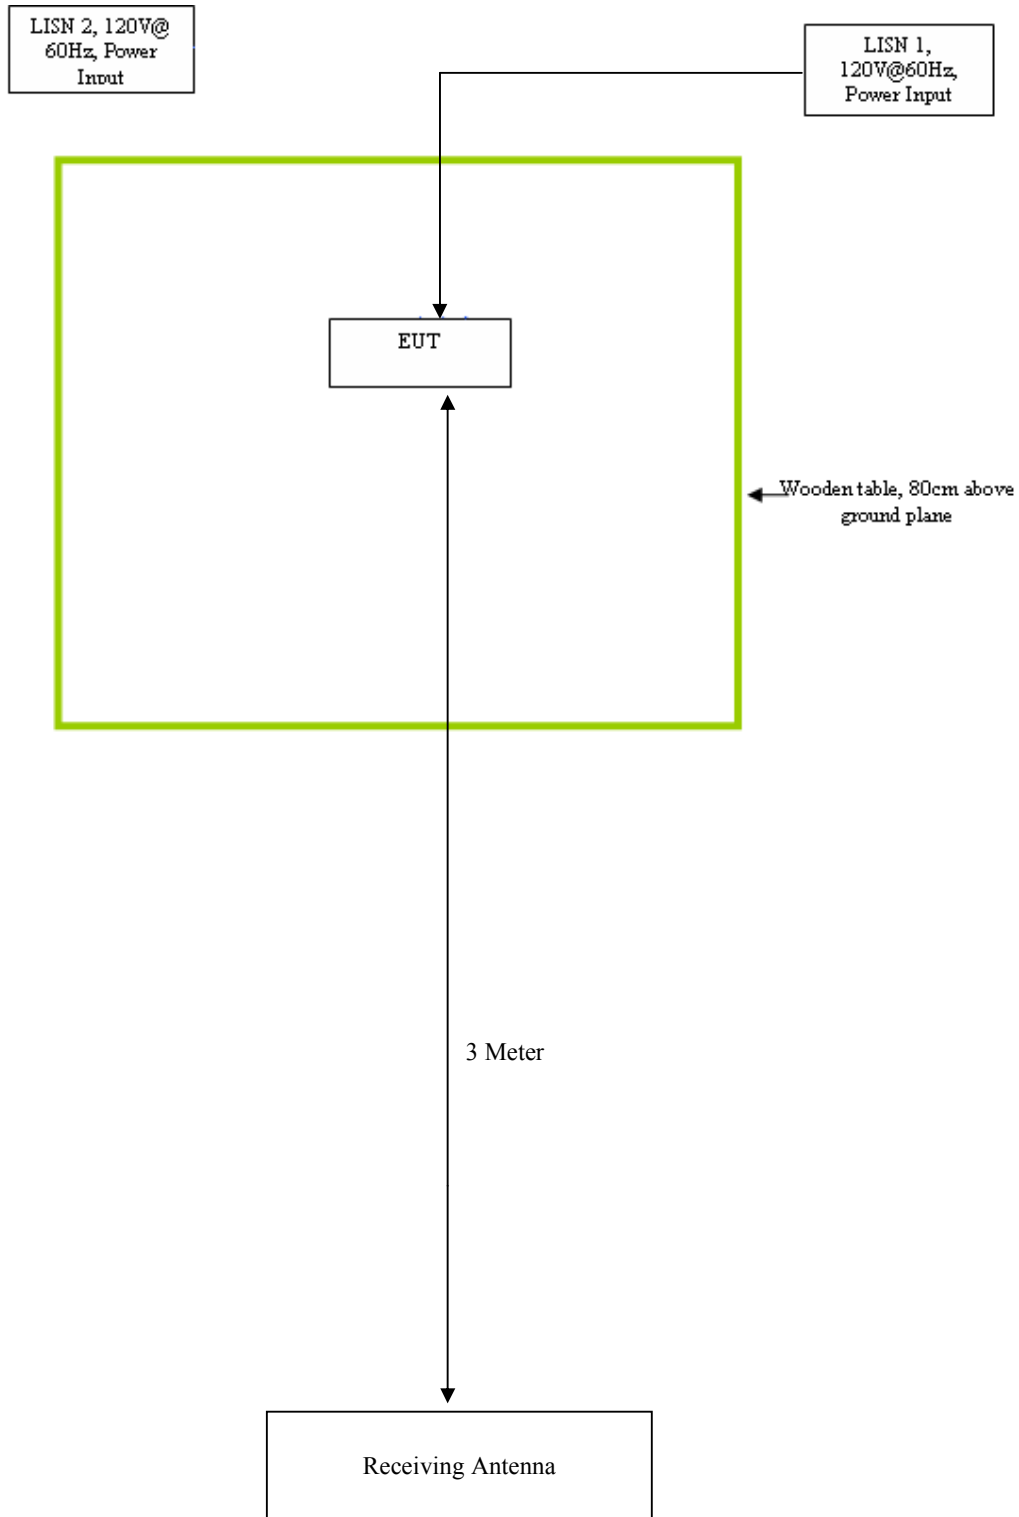 LISN 2, 120V@
60Hz, Power
Input
LISN 1,
120V@60Hz,
Power Input
EUT
Wooden table, 80cm above
ground plane
3 Meter
Receiving Antenna